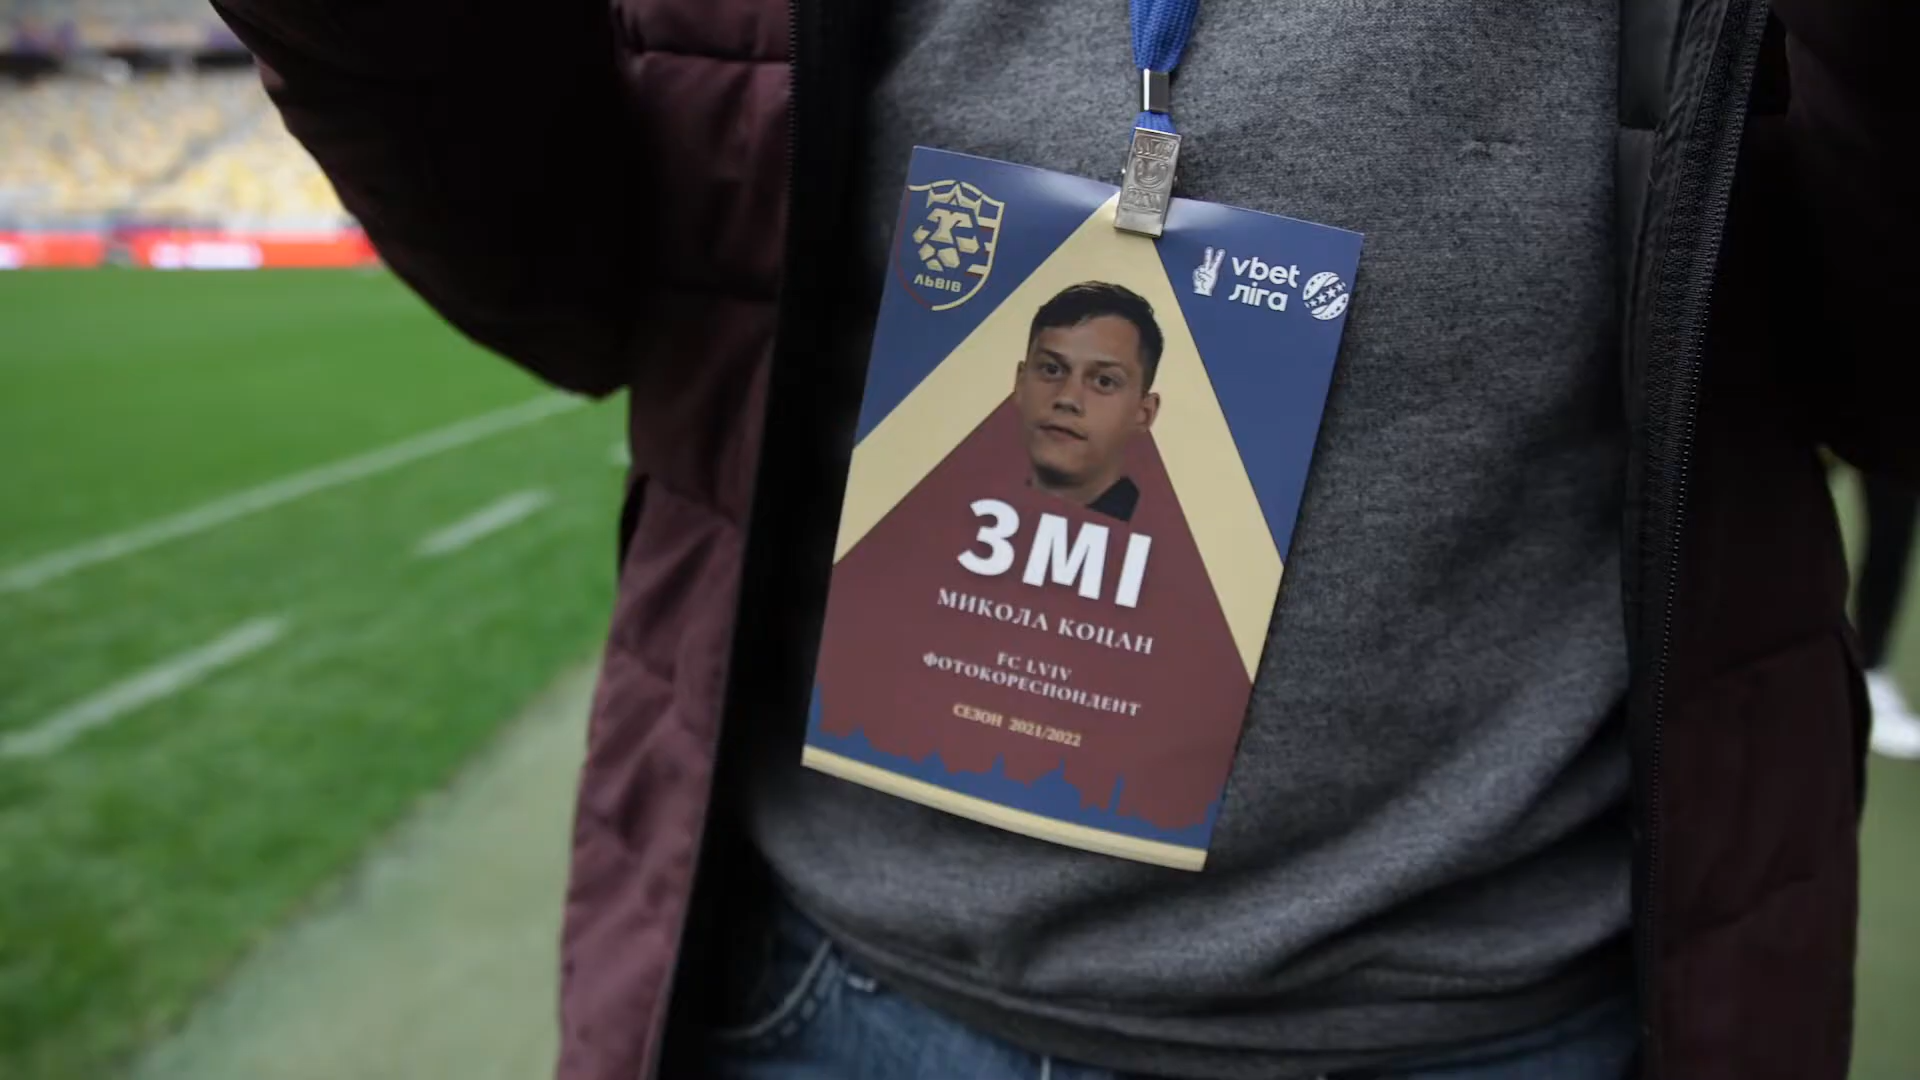 ЛЬВІВ
vbet
ліга
ЗМІ
МИКОЛА КОЦАН
FC LVIV
ФОТОКОРЕСПОНДЕНТ
СЕЗОН 2021/2022